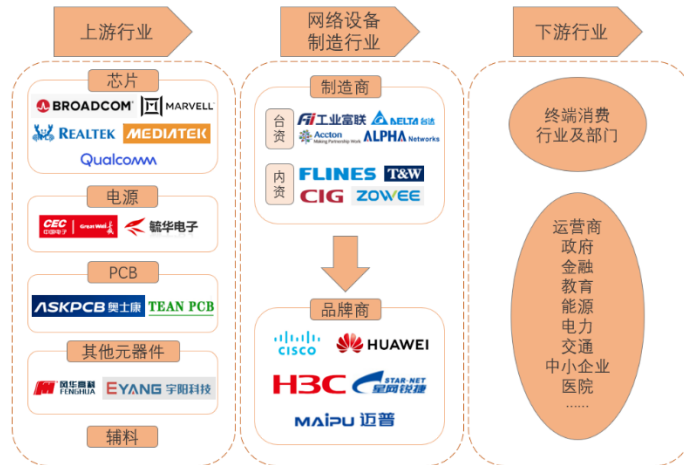 上游行业
芯片
BROADCOM
MARVELL
REALTEK
MEDIATEK
Qualcomm
电源
CEC
中国电子
Great Wall
毓华电子
PCB
ASKPCB 奥士康
TEAN PCB
其他元器件
风华高科
FENGHUA
EYANG 宇阳科技
辅料
网络设备
制造行业
制造商
台资
工业富联
DELTA 台达
Accton
Making Partnership Work
ALPHA Networks
内资
FLINES
T&W
CIG
ZOWEE
品牌商
CISCO
HUAWEI
H3C
STAR-NET
星网锐捷
MAIPU 迈普
下游行业
终端消费
行业及部门
运营商
政府
金融
教育
能源
电力
交通
中小企业
医院
……